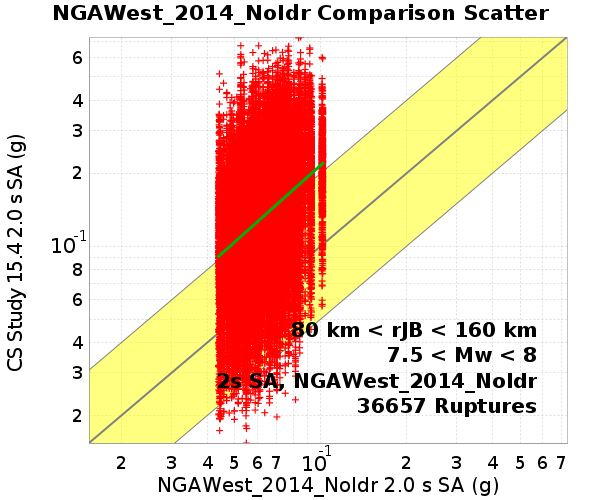 NGAWest_2014_NoIdr Comparison Scatter
CS Study 15.4 2.0 s SA (g)
6
4
3
2
10^-1
8
6
4
3
2
80 km < rJB < 160 km
7.5 < Mw < 8
2s SA, NGAWest_2014_NoIdr
36657 Ruptures
2 3 4 5 6 7 10^-1 2 3 4 5 6 7
NGAWest_2014_NoIdr 2.0 s SA (g)